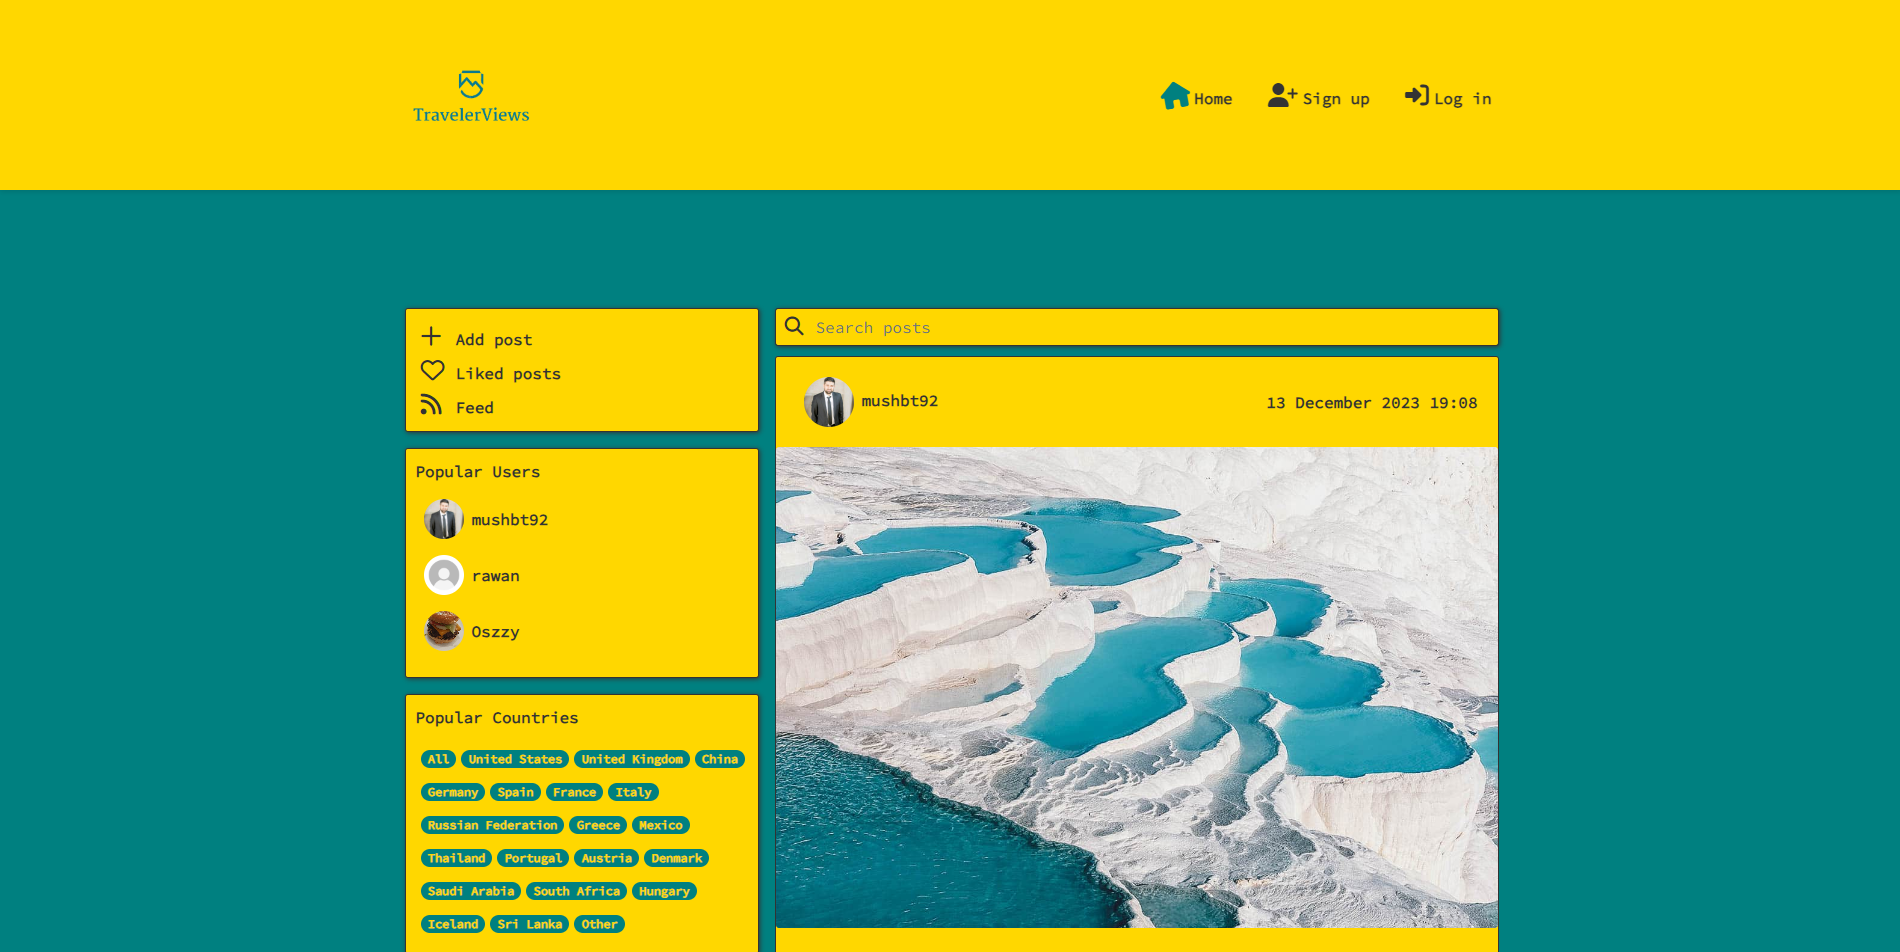 TravelerViews
Home Sign up Log in
Add post
Liked posts
Feed
Popular Users
mushbt92
rawan
Oszzy
Popular Countries
All United States United Kingdom China
Germany Spain France Italy
Russian Federation Greece Mexico
Thailand Portugal Austria Denmark
Saudi Arabia South Africa Hungary
Iceland Sri Lanka Other
Search posts
mushbt92 13 December 2023 19:08